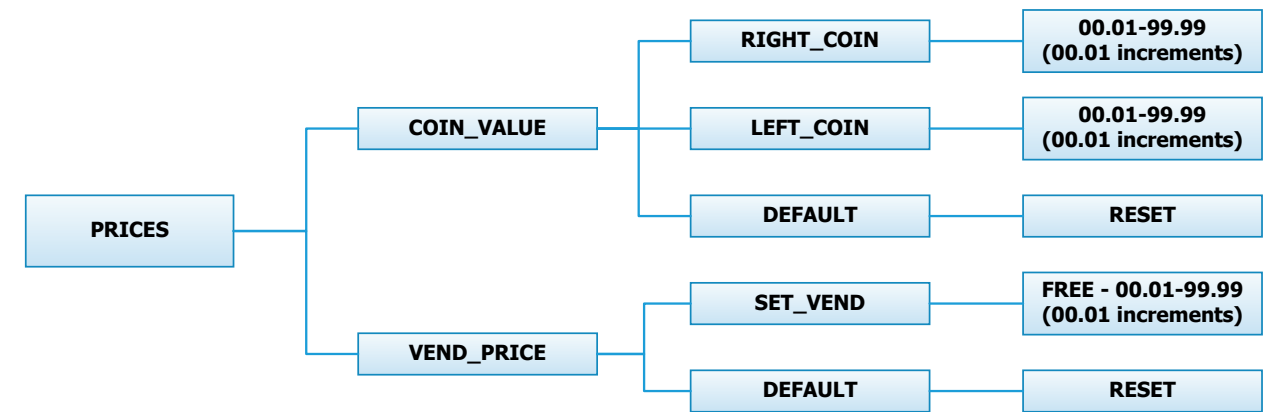 RIGHT_COIN
00.01-99.99
(00.01 increments)
COIN_VALUE
LEFT_COIN
00.01-99.99
(00.01 increments)
DEFAULT
RESET
PRICES
SET_VEND
FREE - 00.01-99.99
(00.01 increments)
VEND_PRICE
DEFAULT
RESET